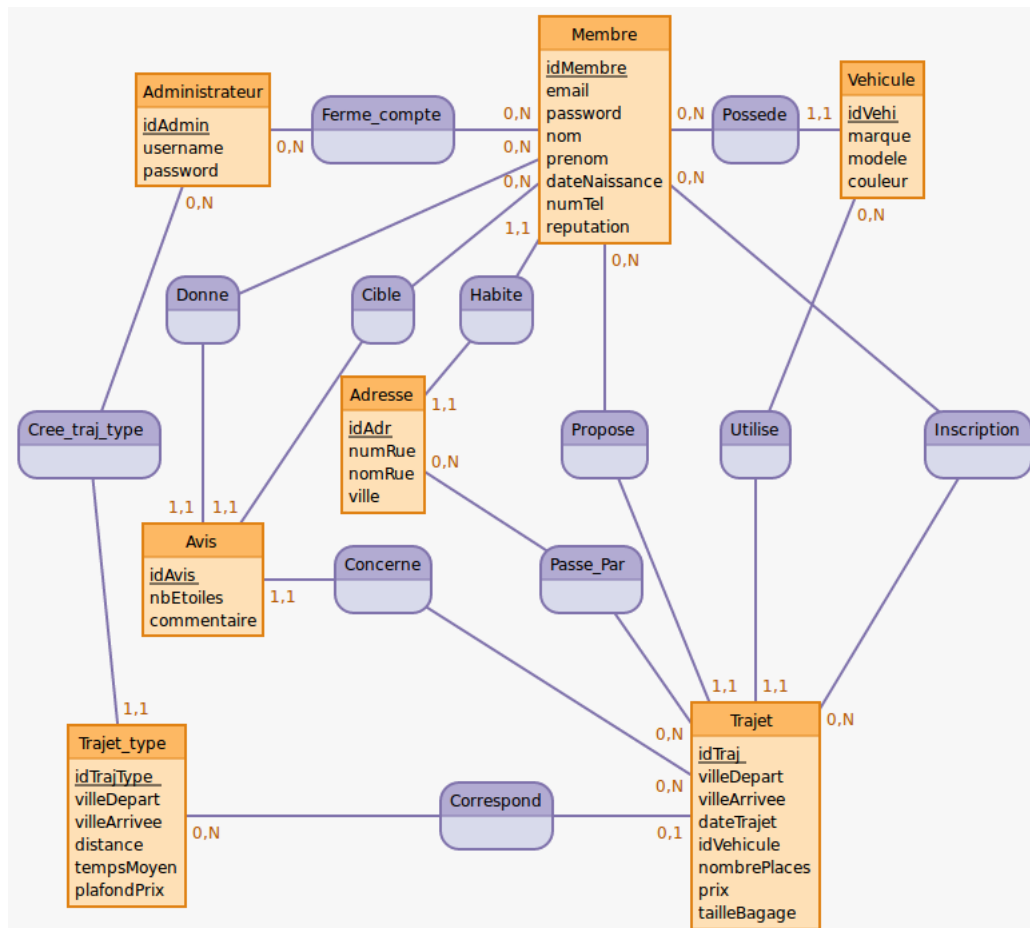 Membre
idMembre
email
password
nom
prenom
dateNaissance
numTel
reputation
Administrateur
idAdmin
username
password
Vehicule
idVehi
marque
modele
couleur
Ferme_compte
Possede
0,N
0,N
0,N
1,1
0,N
0,N
0,N
1,1
0,N
0,N
0,N
Donne
Cible
Habite
Adresse
idAdr
numRue
nomRue
ville
1,1
0,N
Cree_traj_type
Propose
Utilise
Inscription
1,1
1,1
Avis
idAvis
nbEtoiles
commentaire
1,1
Concerne
Passe_Par
1,1
1,1
0,N
0,N
0,N
Trajet
idTraj
villeDepart
villeArrivee
dateTrajet
idVehicule
nombrePlaces
prix
tailleBagage
1,1
Trajet_type
idTrajType
villeDepart
villeArrivee
distance
tempsMoyen
plafondPrix
0,N
Correspond
0,1